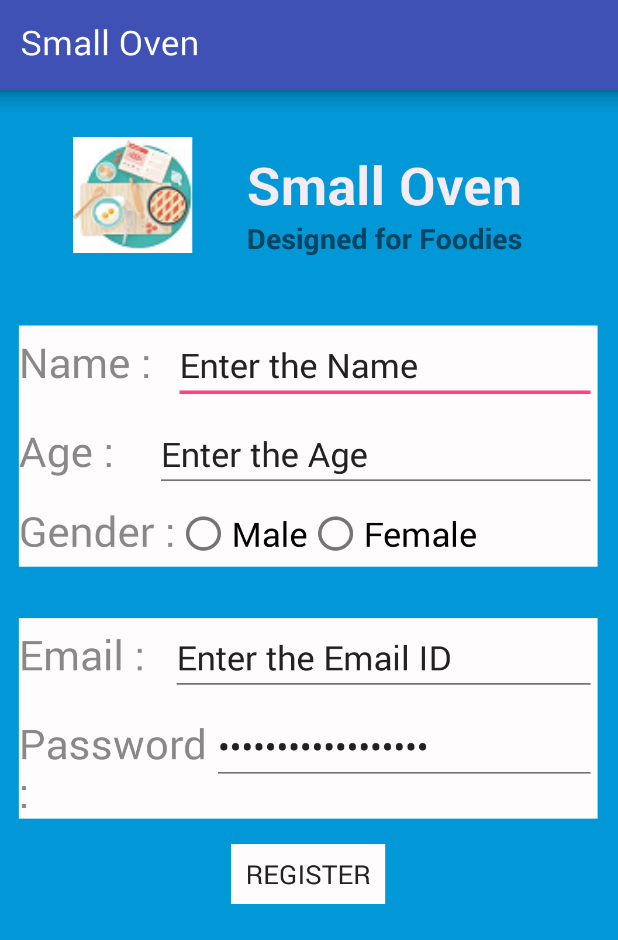 Small Oven
Small Oven
Designed for Foodies
Name : Enter the Name
Age : Enter the Age
Gender : Male Female
Email : Enter the Email ID
Password ••••••••••••••••••
:
REGISTER